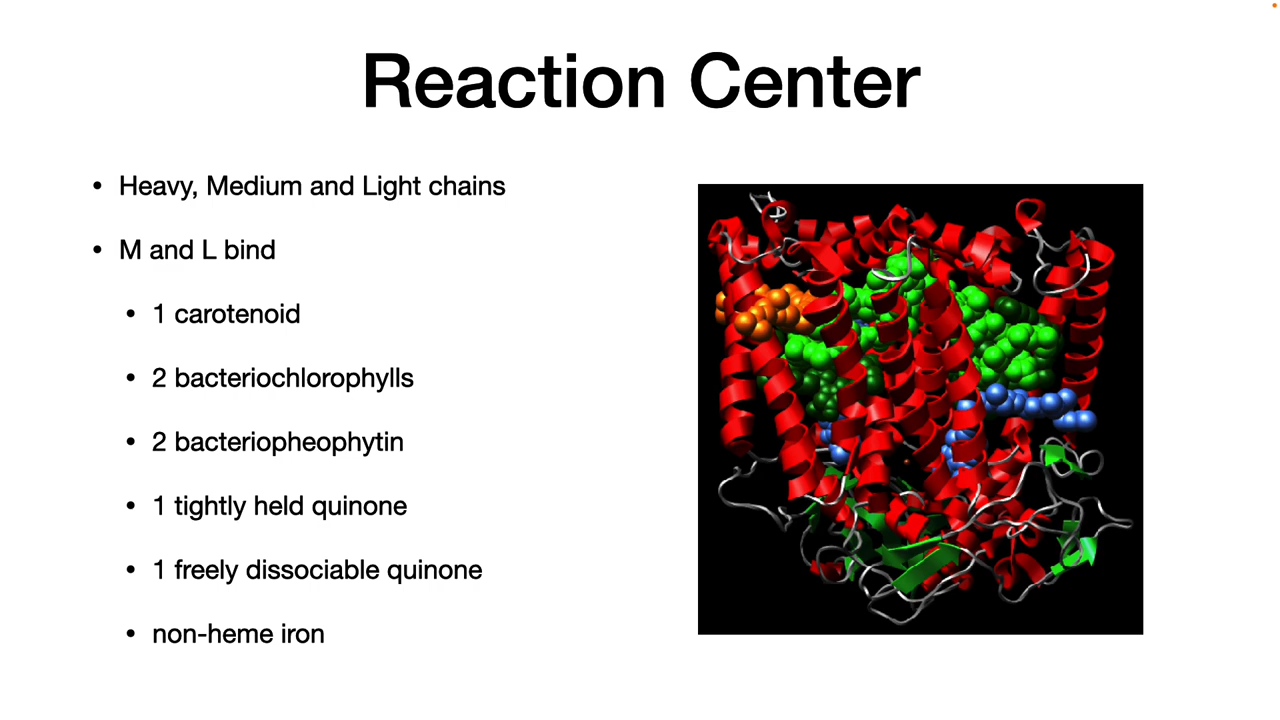 Reaction Center
• Heavy, Medium and Light chains
• M and L bind
• 1 carotenoid
• 2 bacteriochlorophylls
• 2 bacteriopheophytin
• 1 tightly held quinone
• 1 freely dissociable quinone
• non-heme iron